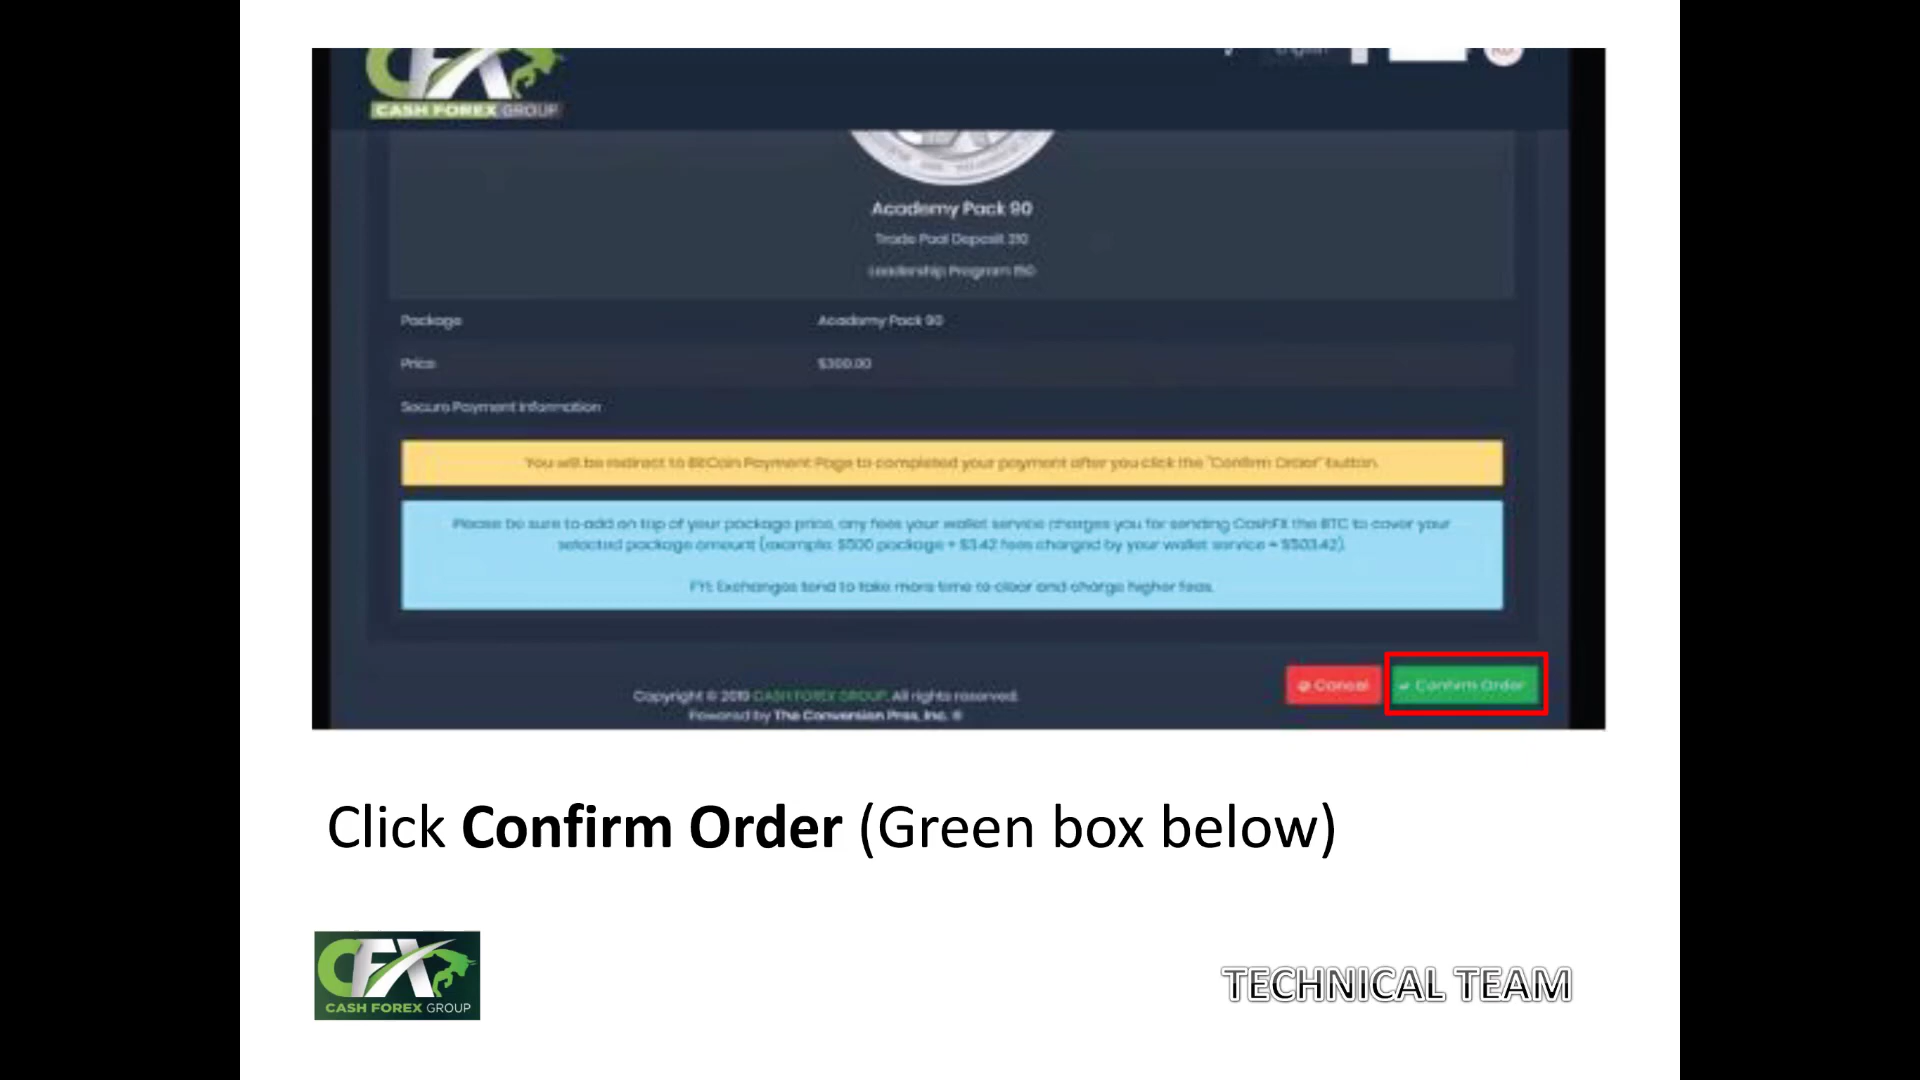 English
CFX
CASH FOREX GROUP
Academy Pack 90
Trade Pool Deposit 210
Leadership Program 150
Package Academy Pack 90
Price $300.00
Secure Payment Information
You will be redirect to BitCoin Payment Page to completed your payment after you click the "Confirm Order" button.
Please be sure to add on top of your package price, any fees your wallet service charges you for sending CashFX the BTC to cover your
selected package amount (example: $500 package + $3.42 fees charged by your wallet service = $503.42).
FYI: Exchanges tend to take more time to clear and charge higher fees.
Cancel Confirm Order
Copyright © 2019 CASH FOREX GROUP. All rights reserved.
Powered by The Conversion Pros, Inc. ®
Click Confirm Order (Green box below)
CFX
CASH FOREX GROUP
TECHNICAL TEAM